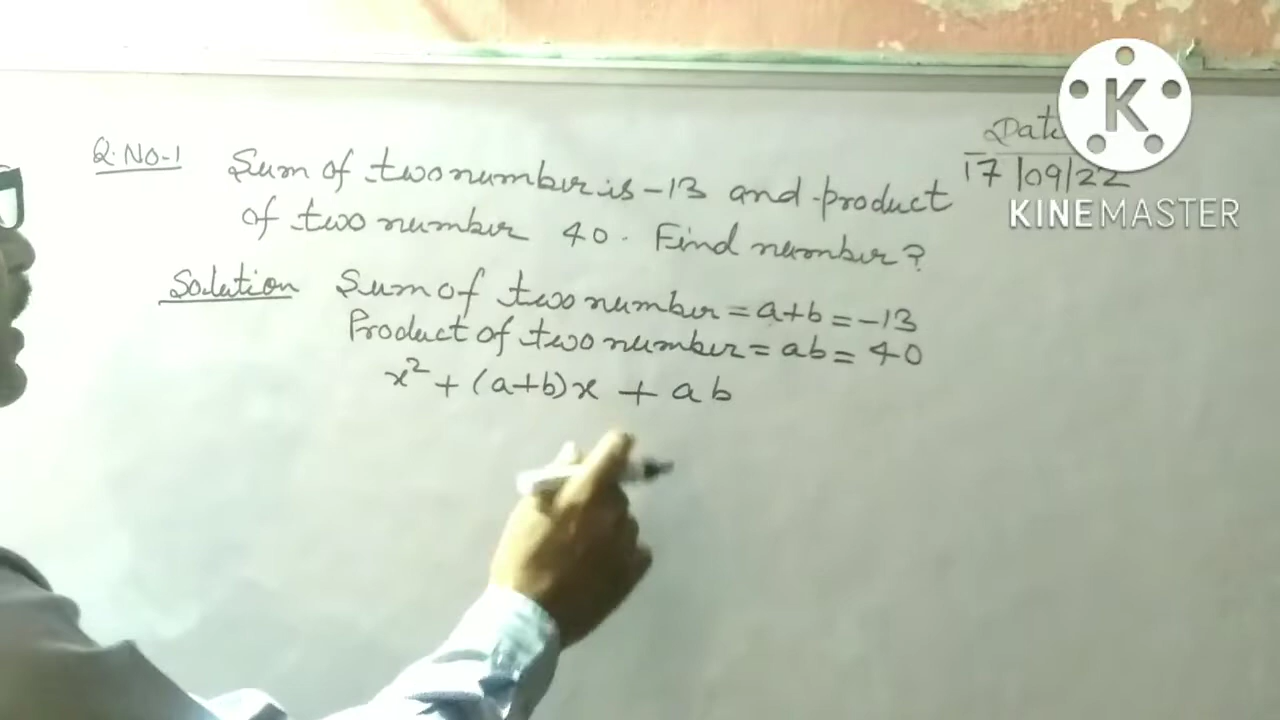 Q.No-1 Sum of two number is -13 and product
of two number 40. Find number?
Solution Sum of two number = a+b = -13
Product of two number = ab = 40
x² + (a+b)x + ab
Date
17/09/22
K
KINEMASTER